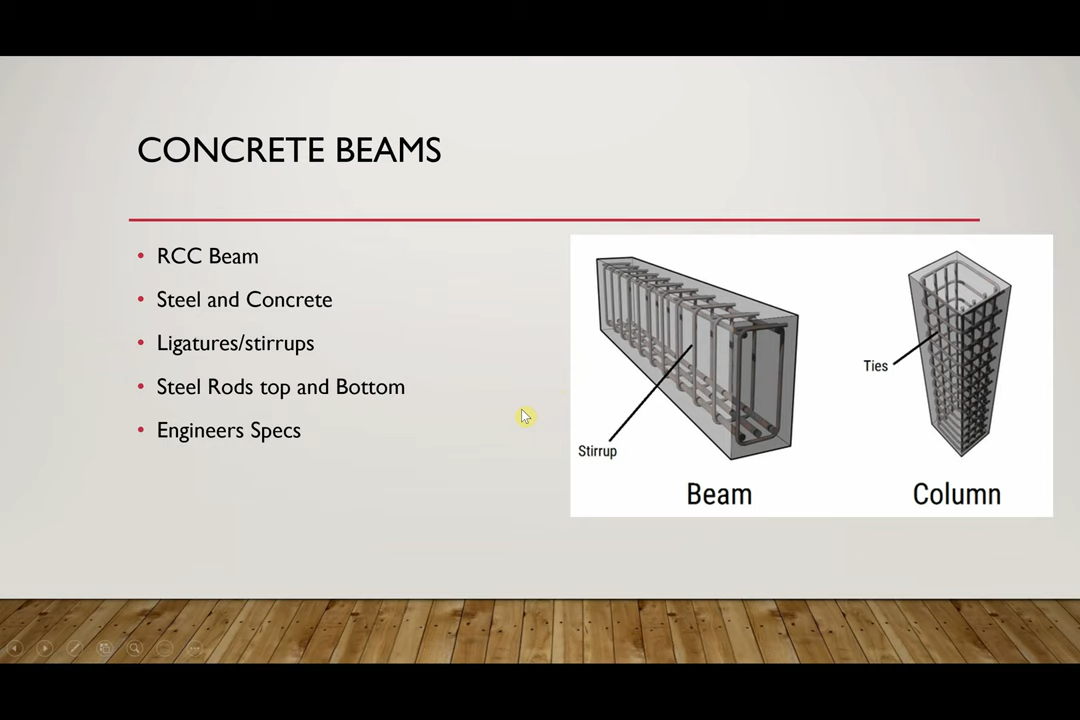 CONCRETE BEAMS
• RCC Beam
• Steel and Concrete
• Ligatures/stirrups
• Steel Rods top and Bottom
• Engineers Specs
Stirrup
Ties
Beam
Column